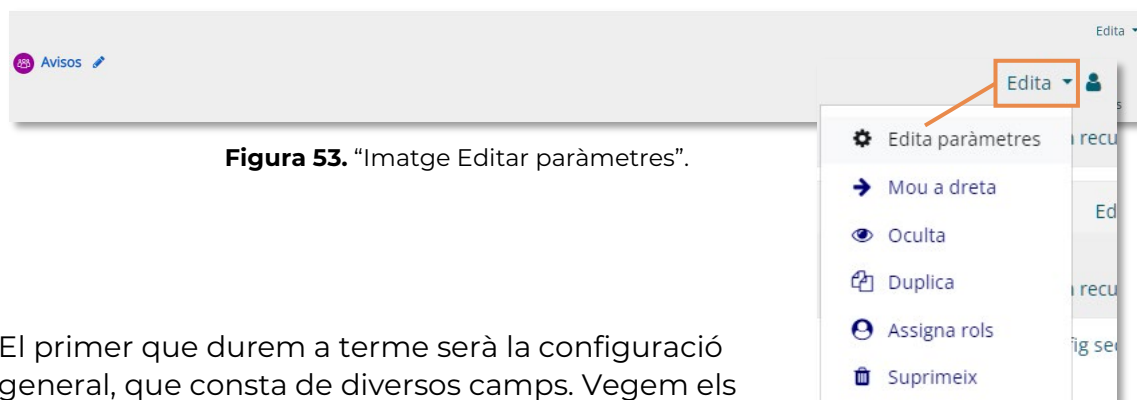 Edita
Avisos
Edita
Figura 53. “Imatge Editar paràmetres”.
Edita paràmetres
Mou a dreta
Ed
Oculta
Duplica
Assigna rols
Suprimeix
El primer que durem a terme serà la configuració
general, que consta de diversos camps. Vegem els